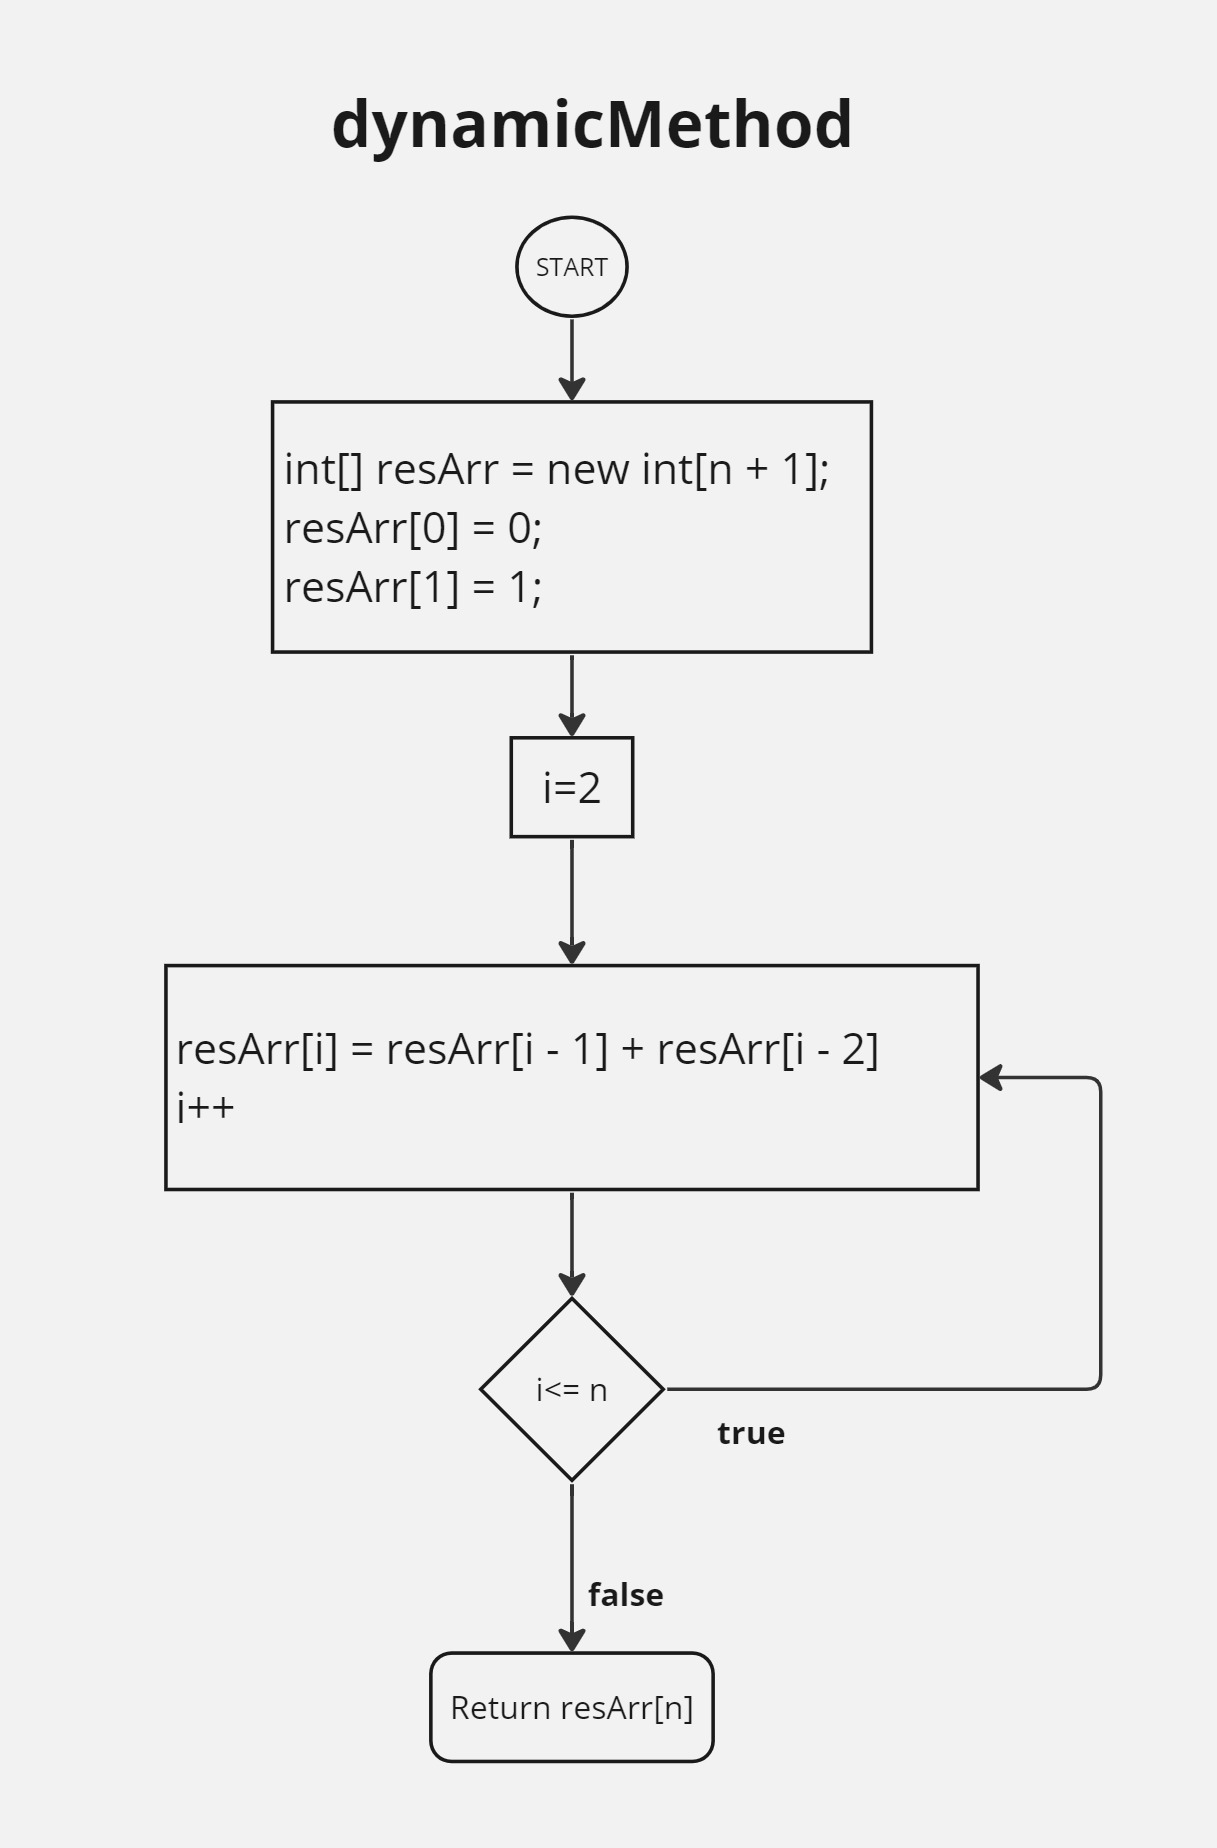 dynamicMethod
START
int[] resArr = new int[n + 1];
resArr[0] = 0;
resArr[1] = 1;
i=2
resArr[i] = resArr[i - 1] + resArr[i - 2]
i++
i<= n
true
false
Return resArr[n]